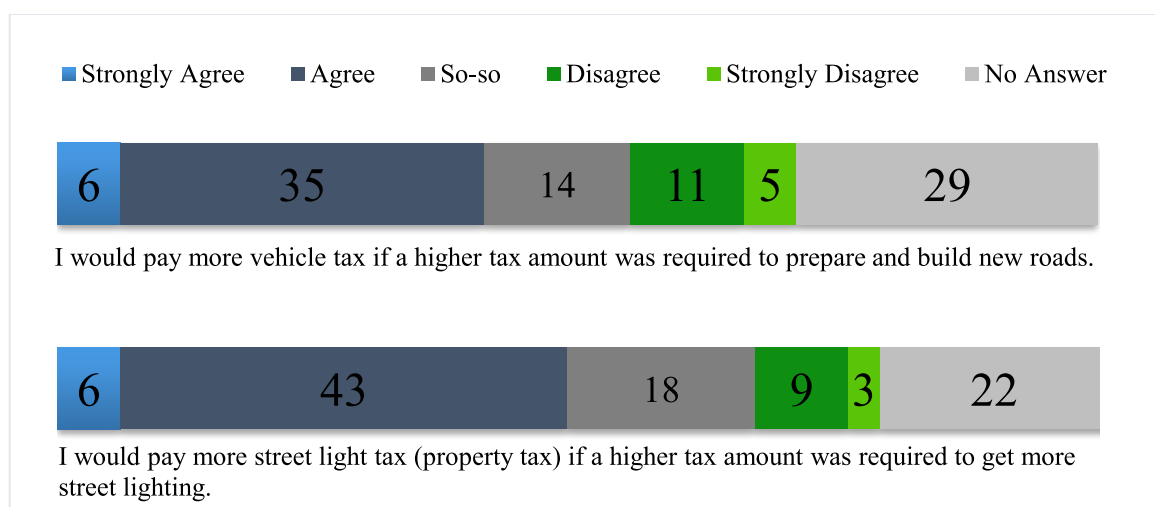 Strongly Agree Agree So-so Disagree Strongly Disagree No Answer
6 35 14 11 5 29
I would pay more vehicle tax if a higher tax amount was required to prepare and build new roads.
6 43 18 9 3 22
I would pay more street light tax (property tax) if a higher tax amount was required to get more
street lighting.